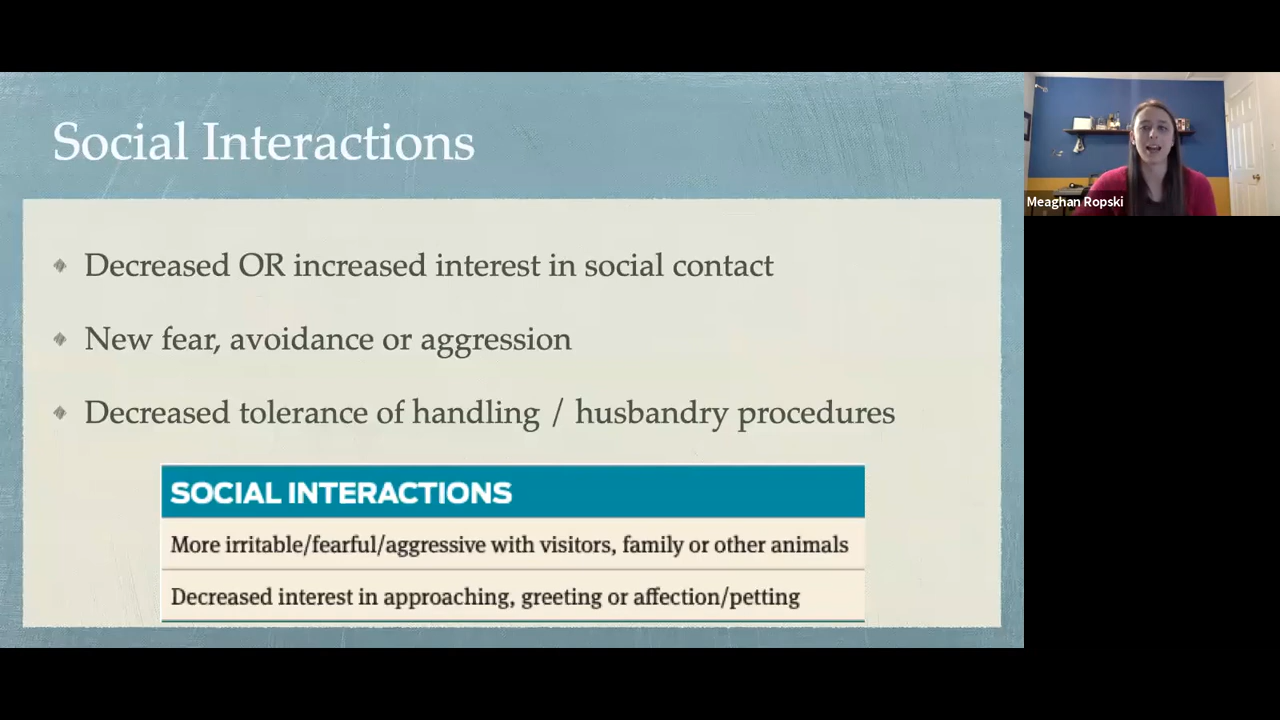 Social Interactions
Decreased OR increased interest in social contact
New fear, avoidance or aggression
Decreased tolerance of handling / husbandry procedures
SOCIAL INTERACTIONS
More irritable/fearful/aggressive with visitors, family or other animals
Decreased interest in approaching, greeting or affection/petting
Meaghan Ropski